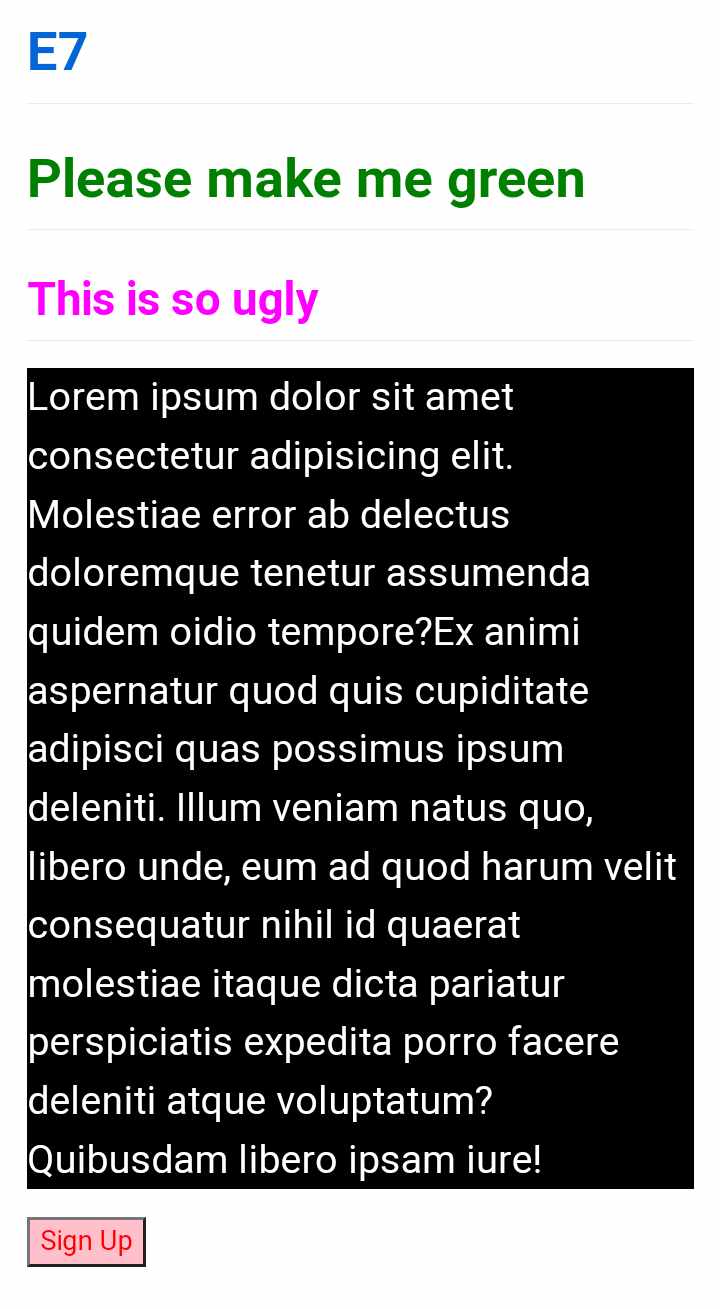 E7
Please make me green
This is so ugly
Lorem ipsum dolor sit amet
consectetur adipisicing elit.
Molestiae error ab delectus
doloremque tenetur assumenda
quidem oidio tempore?Ex animi
aspernatur quod quis cupiditate
adipisci quas possimus ipsum
deleniti. Illum veniam natus quo,
libero unde, eum ad quod harum velit
consequatur nihil id quaerat
molestiae itaque dicta pariatur
perspiciatis expedita porro facere
deleniti atque voluptatum?
Quibusdam libero ipsam iure!
Sign Up